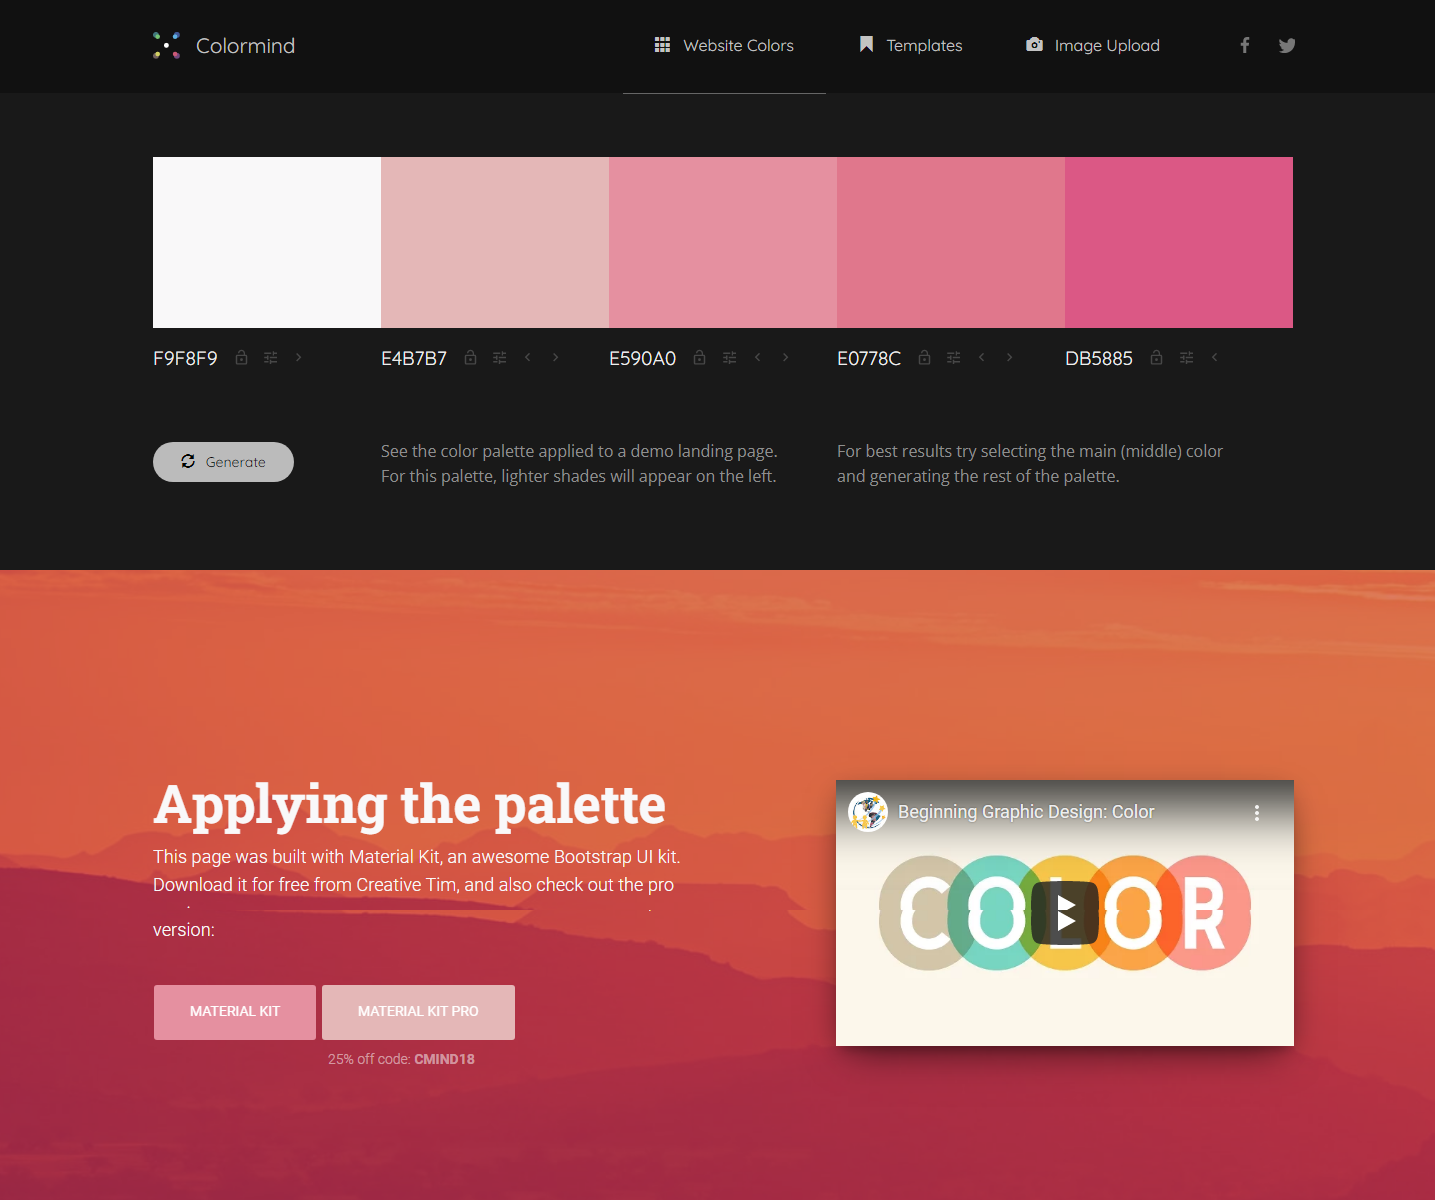 Colormind
Website Colors
Templates
Image Upload
F9F8F9
E4B7B7
E590A0
E0778C
DB5885
Generate
See the color palette applied to a demo landing page.
For this palette, lighter shades will appear on the left.
For best results try selecting the main (middle) color
and generating the rest of the palette.
Applying the palette
This page was built with Material Kit, an awesome Bootstrap UI kit.
Download it for free from Creative Tim, and also check out the pro
version:
MATERIAL KIT
MATERIAL KIT PRO
25% off code: CMIND18
Beginning Graphic Design: Color
COLOR